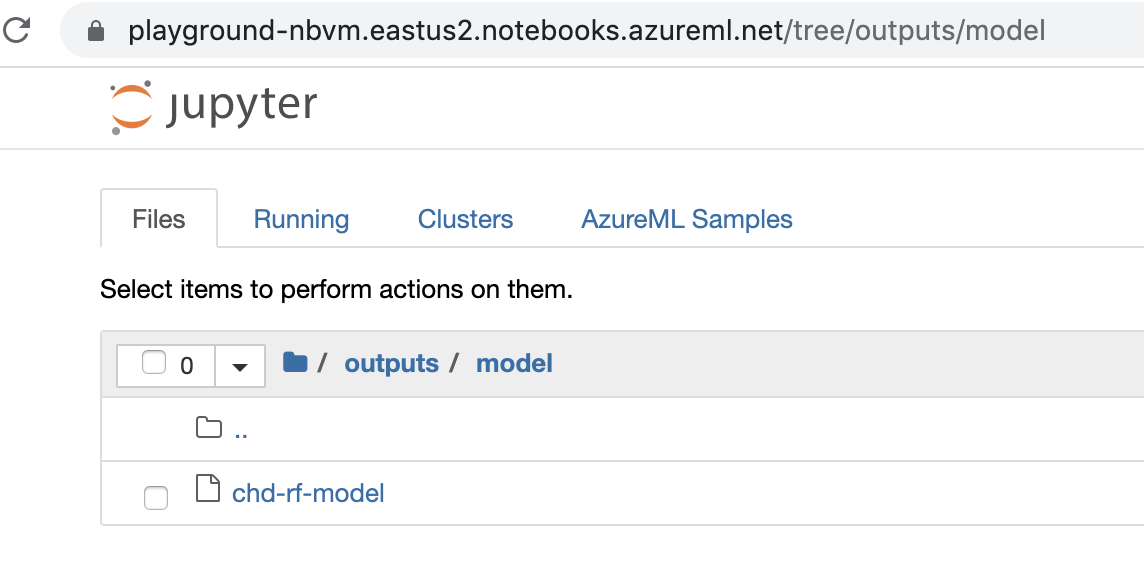 playground-nbvm.eastus2.notebooks.azureml.net/tree/outputs/model
jupyter
Files Running Clusters AzureML Samples
Select items to perform actions on them.
0 / outputs / model
..
chd-rf-model